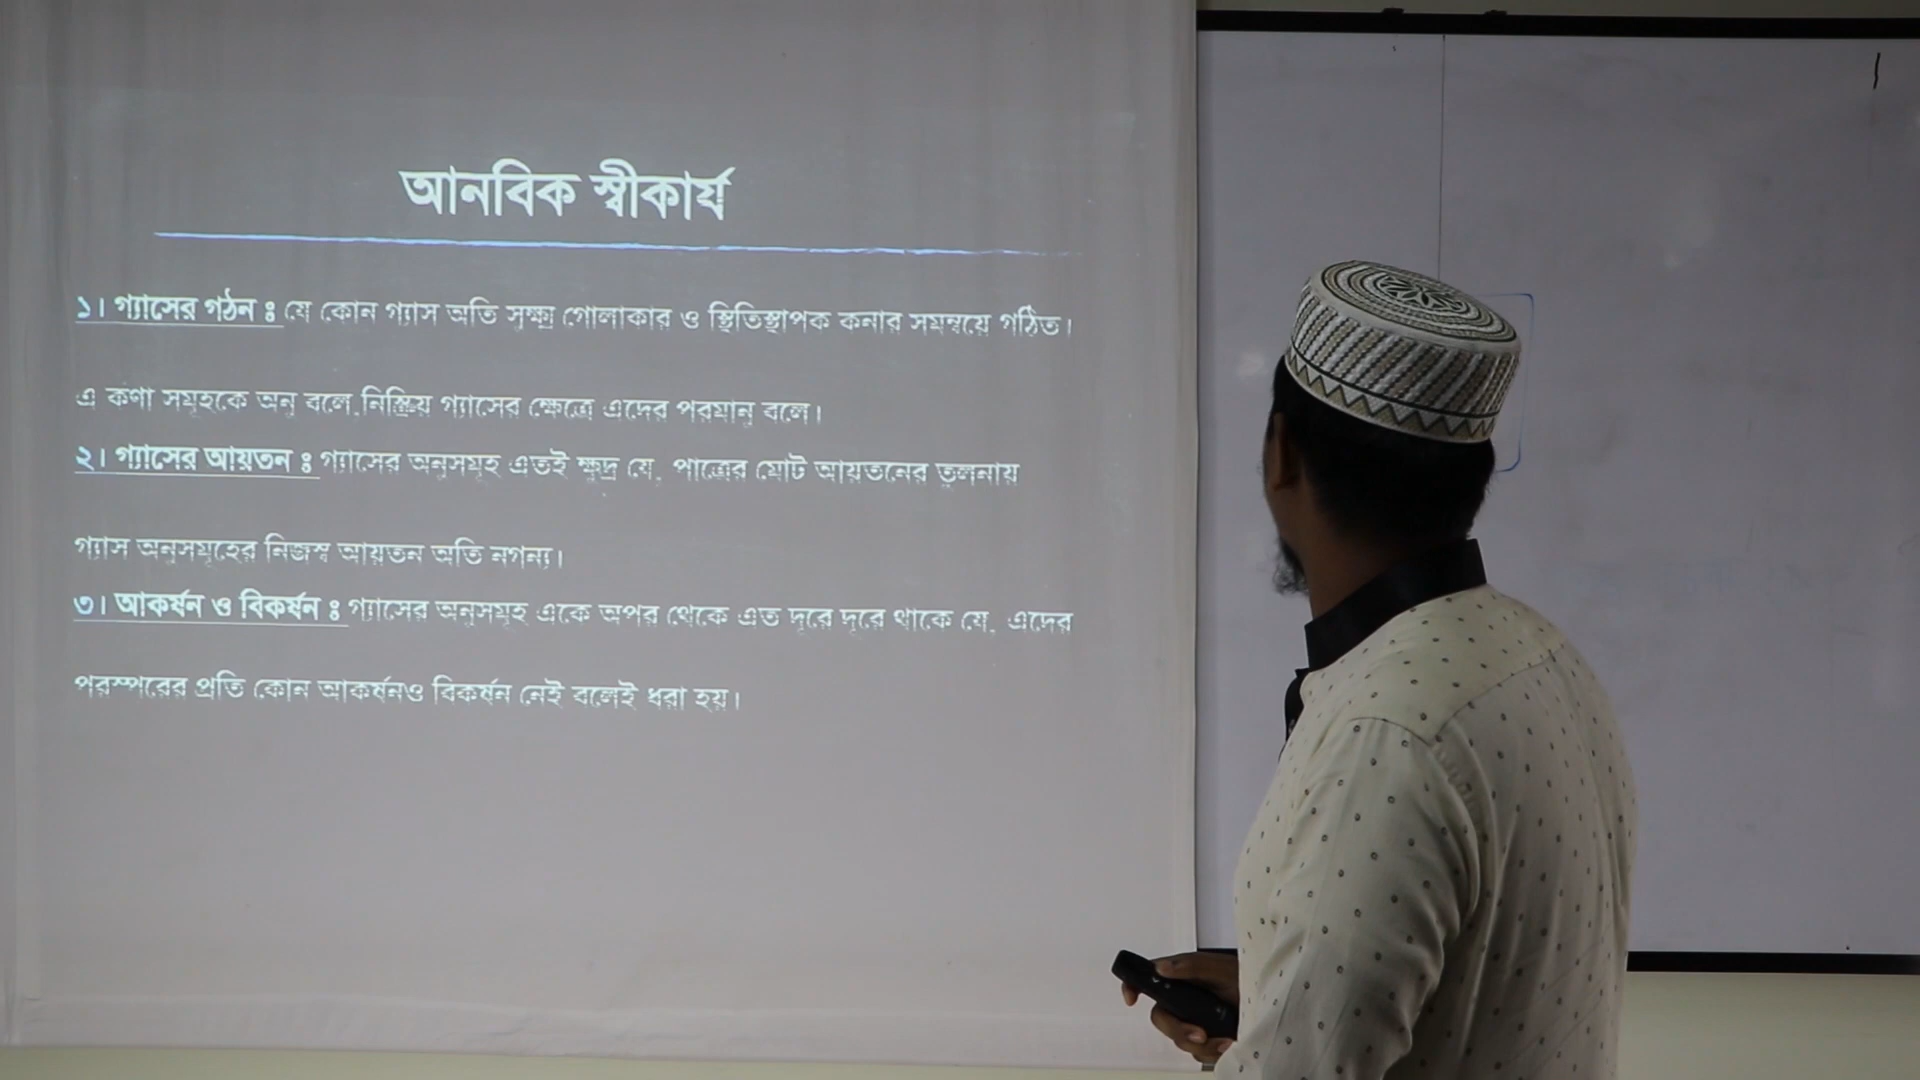 আনবিক স্বীকার্য
১। গ্যাসের গঠন ঃ যে কোন গ্যাস অতি সুক্ষ্ম গোলাকার ও স্থিতিস্থাপক কনার সমন্বয়ে গঠিত।
এ কণা সমূহকে অনু বলে,নিষ্ক্রিয় গ্যাসের ক্ষেত্রে এদের পরমানু বলে।
২। গ্যাসের আয়তন ঃ গ্যাসের অনুসমূহ এতই ক্ষুদ্র যে, পাত্রের মোট আয়তনের তুলনায়
গ্যাস অনুসমূহের নিজস্ব আয়তন অতি নগন্য।
৩। আকর্ষন ও বিকর্ষন ঃ গ্যাসের অনুসমূহ একে অপর থেকে এত দূরে দূরে থাকে যে, এদের
পরস্পরের প্রতি কোন আকর্ষনও বিকর্ষন নেই বলেই ধরা হয়।